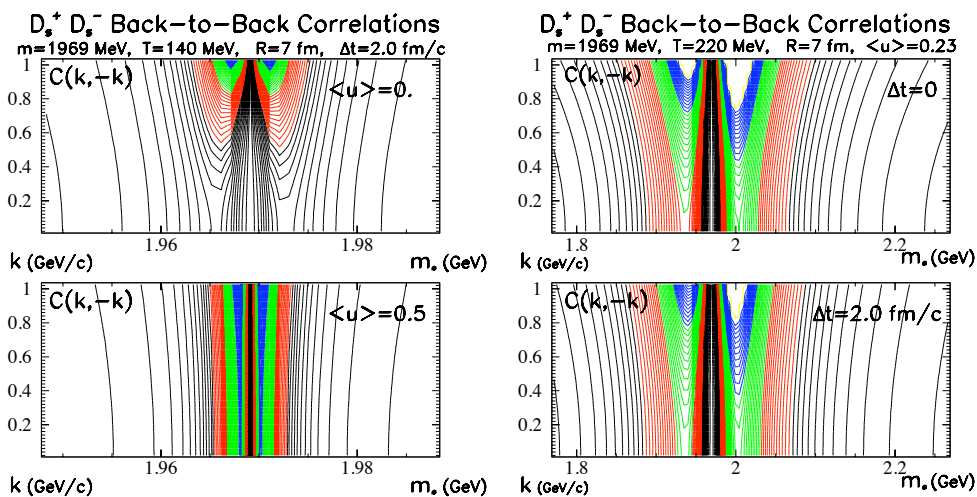 D_s^+ D_s^- Back-to-Back Correlations
m=1969 MeV, T=140 MeV, R=7 fm, Δt=2.0 fm/c
C(k,-k)
<u>=0.
1
0.8
0.6
0.4
0.2
1.96
1.98
k (GeV/c)
m* (GeV)
C(k,-k)
<u>=0.5
1
0.8
0.6
0.4
0.2
1.96
1.98
k (GeV/c)
m* (GeV)
D_s^+ D_s^- Back-to-Back Correlations
m=1969 MeV, T=220 MeV, R=7 fm, <u>=0.23
C(k,-k)
Δt=0
1
0.8
0.6
0.4
0.2
1.8
2
2.2
k (GeV/c)
m* (GeV)
C(k,-k)
Δt=2.0 fm/c
1
0.8
0.6
0.4
0.2
1.8
2
2.2
k (GeV/c)
m* (GeV)